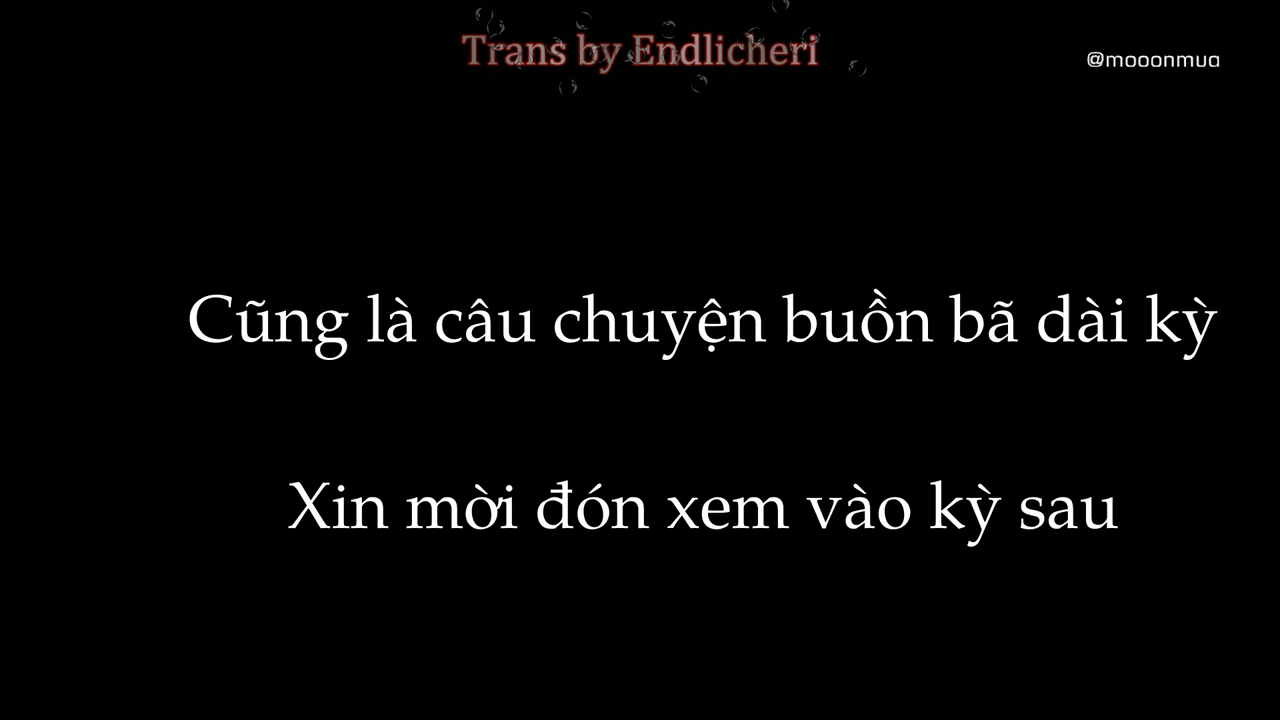 Trans by Endlicheri
@mooonmua
Cũng là câu chuyện buồn bã dài kỳ
Xin mời đón xem vào kỳ sau